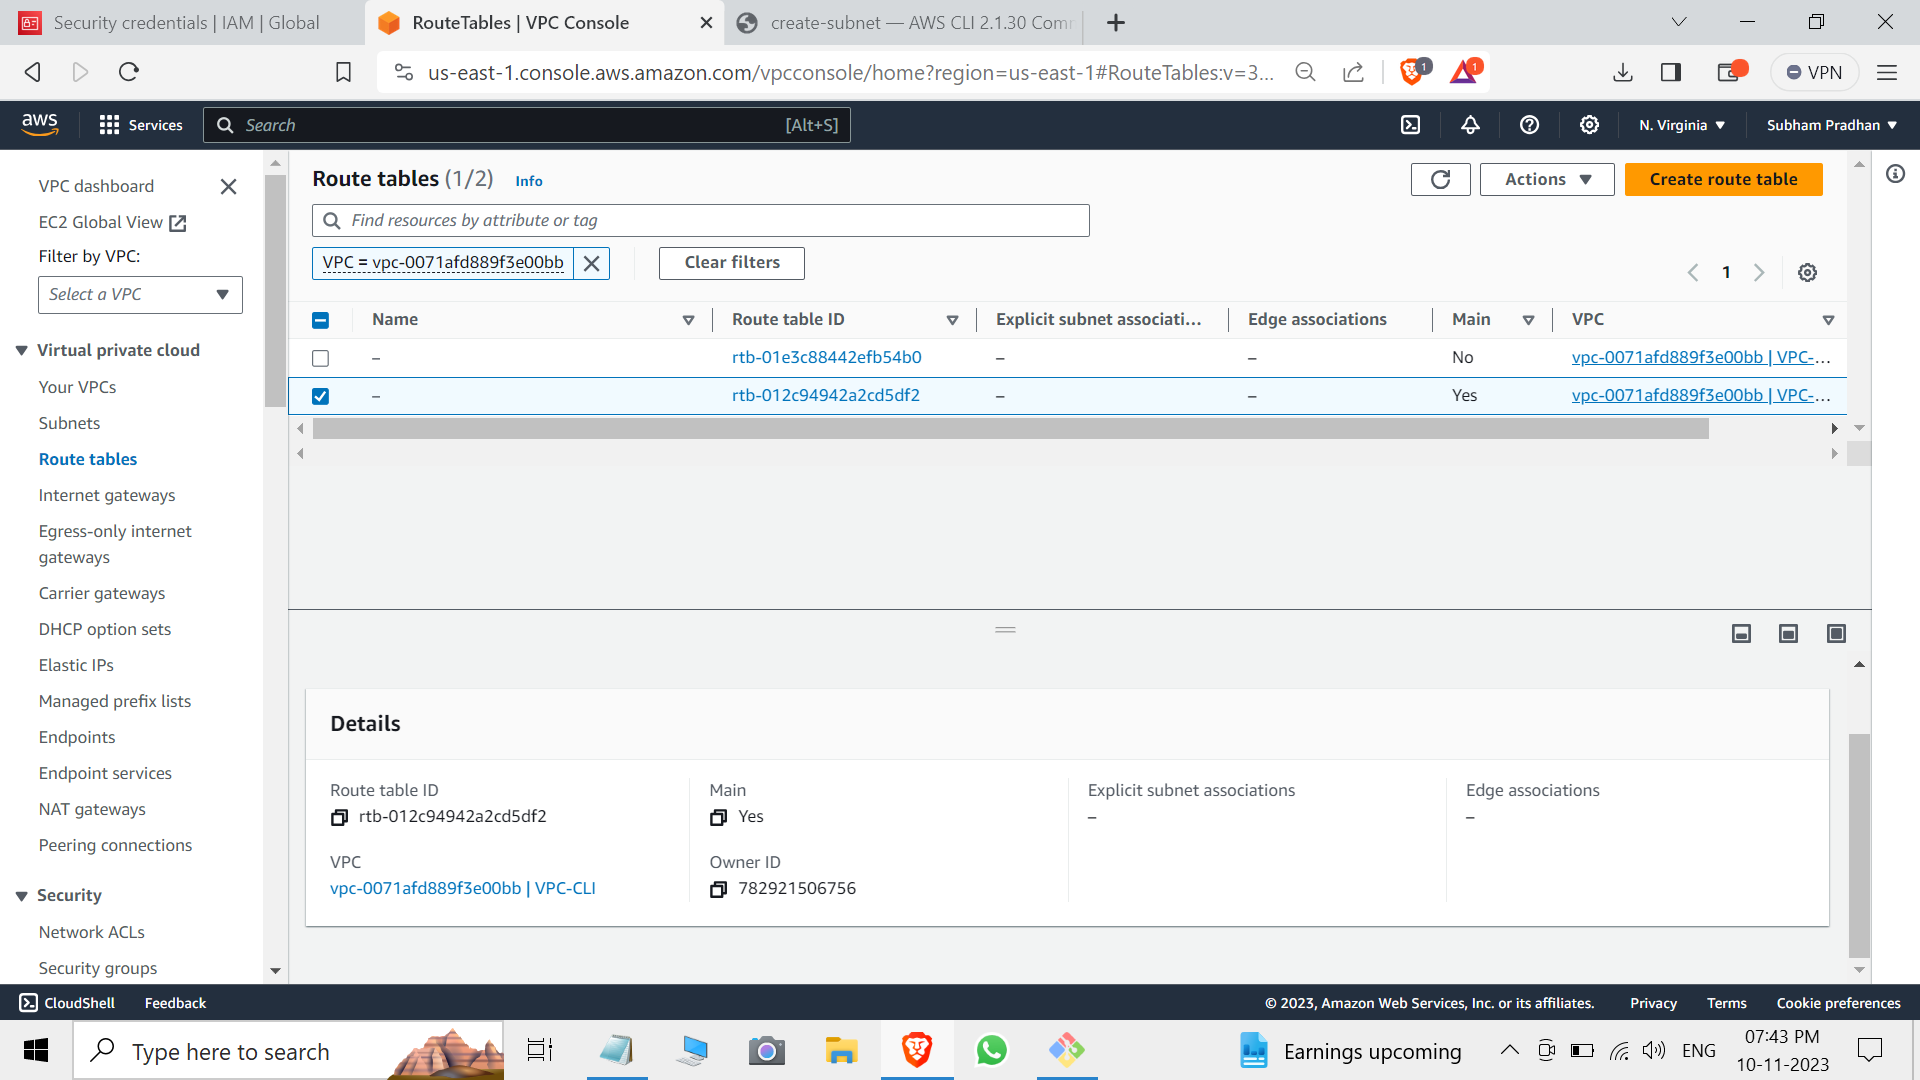 Security credentials | IAM | Global
RouteTables | VPC Console
create-subnet — AWS CLI 2.1.30 Com
us-east-1.console.aws.amazon.com/vpcconsole/home?region=us-east-1#RouteTables:v=3...
1
1
VPN
aws
Services
Search
[Alt+S]
N. Virginia
Subham Pradhan
VPC dashboard
EC2 Global View
Filter by VPC:
Select a VPC
Virtual private cloud
Your VPCs
Subnets
Route tables
Internet gateways
Egress-only internet
gateways
Carrier gateways
DHCP option sets
Elastic IPs
Managed prefix lists
Endpoints
Endpoint services
NAT gateways
Peering connections
Security
Network ACLs
Security groups
Route tables (1/2) Info
Actions
Create route table
Find resources by attribute or tag
VPC = vpc-0071afd889f3e00bb
Clear filters
1
Name Route table ID Explicit subnet associati... Edge associations Main VPC
– rtb-01e3c88442efb54b0 – – No vpc-0071afd889f3e00bb | VPC-...
– rtb-012c94942a2cd5df2 – – Yes vpc-0071afd889f3e00bb | VPC-...
Details
Route table ID
rtb-012c94942a2cd5df2
Main
Yes
Explicit subnet associations
–
Edge associations
–
VPC
vpc-0071afd889f3e00bb | VPC-CLI
Owner ID
782921506756
CloudShell
Feedback
© 2023, Amazon Web Services, Inc. or its affiliates.
Privacy
Terms
Cookie preferences
Type here to search
Earnings upcoming
ENG
07:43 PM
10-11-2023